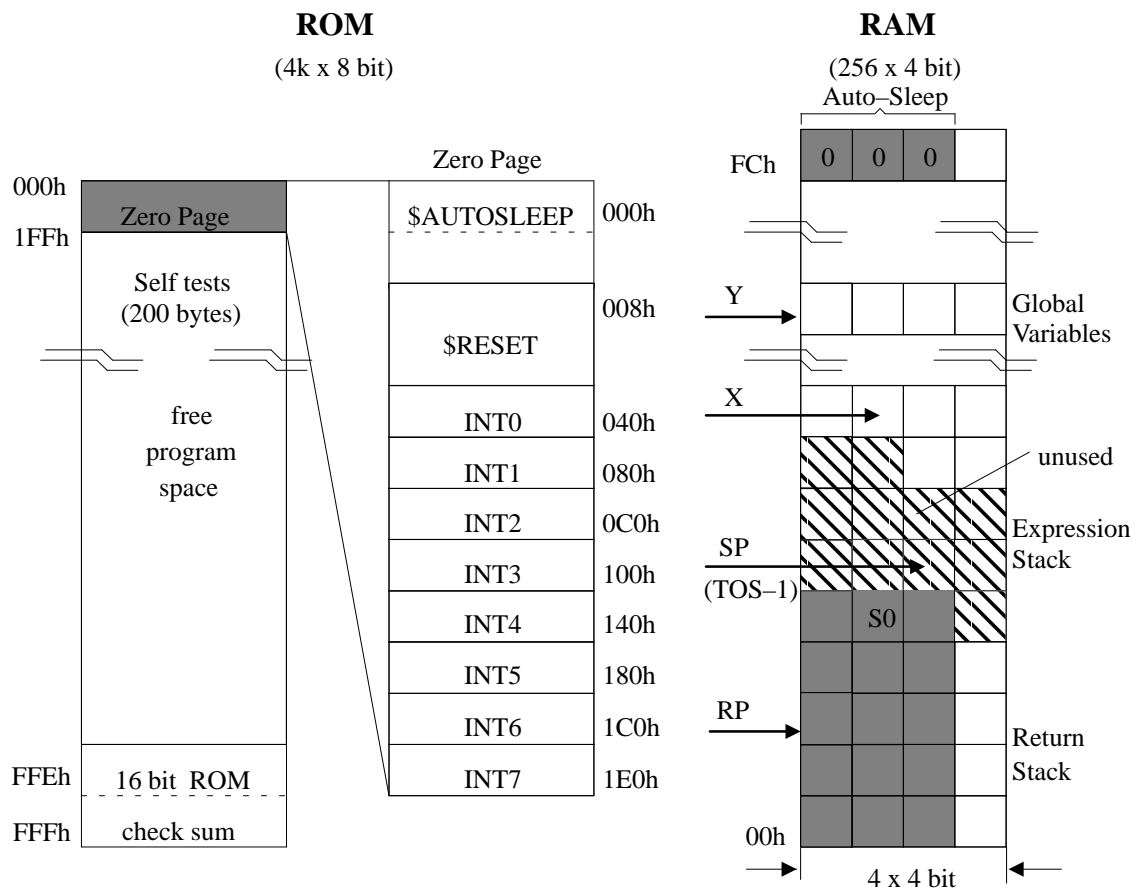 ROM
(4k x 8 bit)
000h
Zero Page
1FFh
Self tests
(200 bytes)
free
program
space
FFEh
16 bit ROM
FFFh
check sum
Zero Page
$AUTOSLEEP
000h
008h
$RESET
INT0
040h
INT1
080h
INT2
0C0h
INT3
100h
INT4
140h
INT5
180h
INT6
1C0h
INT7
1E0h
RAM
(256 x 4 bit)
Auto–Sleep
FCh
0 0 0
Y
Global
Variables
X
unused
Expression
Stack
SP
(TOS–1)
S0
RP
Return
Stack
00h
4 x 4 bit